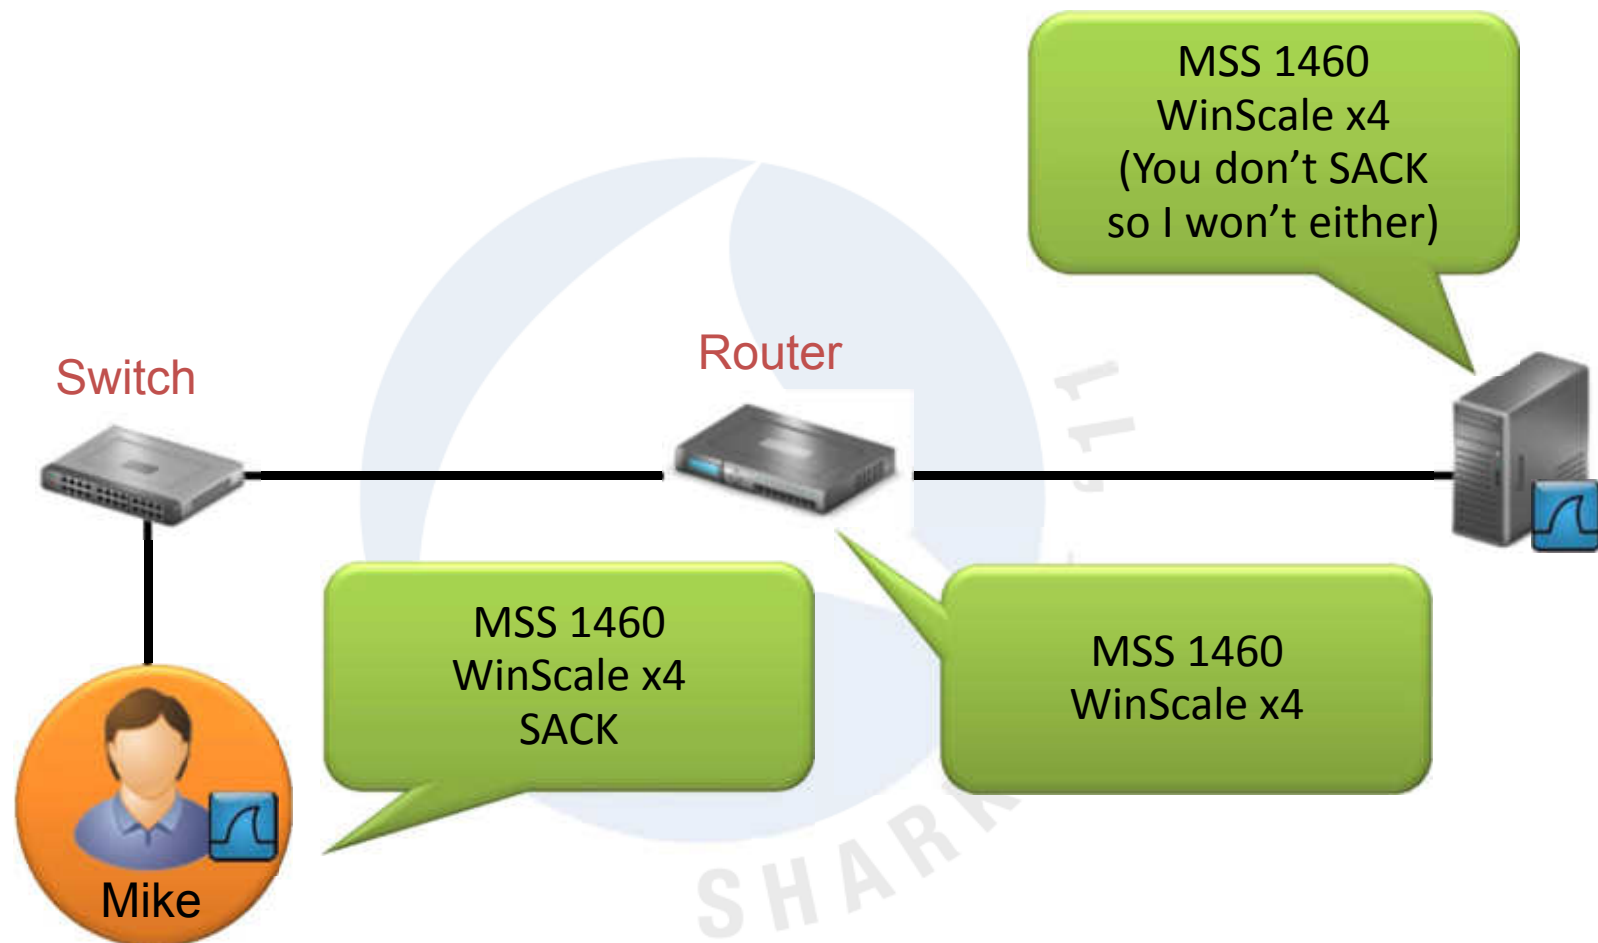 MSS 1460
WinScale x4
(You don’t SACK
so I won’t either)
Switch
Router
MSS 1460
WinScale x4
SACK
MSS 1460
WinScale x4
Mike